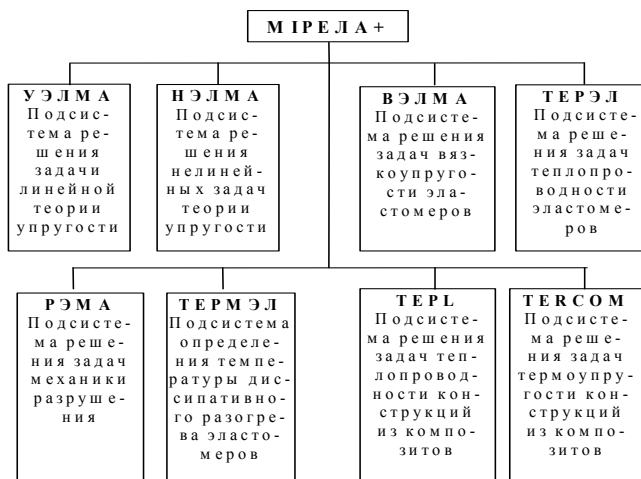 МІРЕЛА+
УЭЛМА
Подсис-
тема ре-
шения
задачи
линейной
теории
упругости
НЭЛМА
Подсис-
тема ре-
шения
нелиней-
ных задач
теории
упругости
ВЭЛМА
Подсисте-
ма решения
задач вяз-
коупруго-
сти эла-
стомеров
ТЕРЭЛ
Подсисте-
ма реше-
ния задач
теплопро-
водности
эластоме-
ров
РЭМА
Подсисте-
ма реше-
ния задач
механики
разруше-
ния
ТЕРМЭЛ
Подсистема
определе-
ния темпе-
ратуры дис-
сипативно-
го разогре-
ва эласто-
меров
TEPL
Подсисте-
ма решения
задач теп-
лопровод-
ности кон-
струкций
из компо-
зитов
TERCOM
Подсисте-
ма реше-
ния задач
термоупру-
гости кон-
струкций
из компо-
зитов